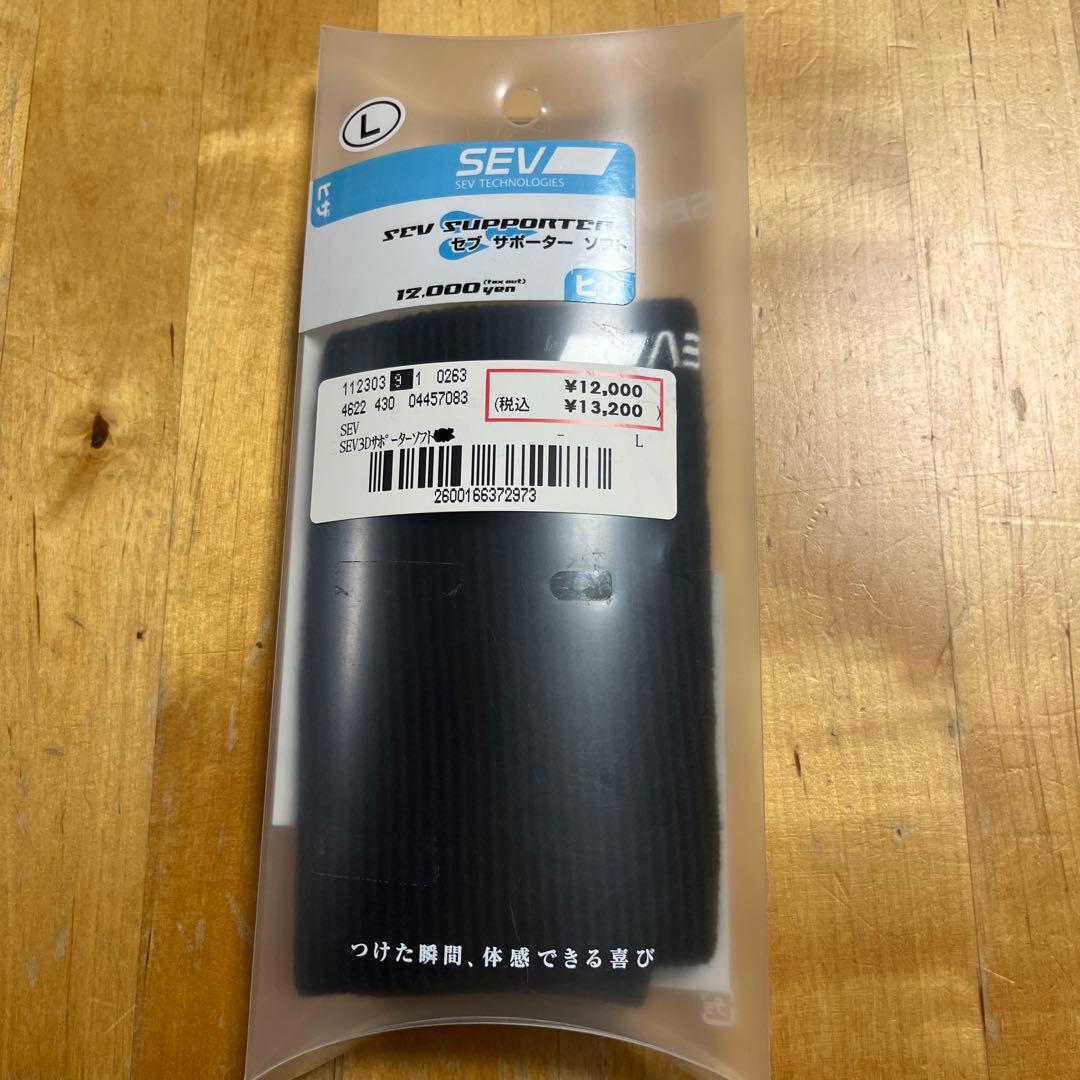 L
SEV
SEV TECHNOLOGIES
ヒザ
SEV SUPPORTER
セブ サポーター ソフト
12,000 yen (tax out)
ヒザ
112303 9 1 0263
4622 430 04457083
¥12,000
(税込 ¥13,200 )
SEV
SEV3Dサポーターソフト
- L
2600166372973
つけた瞬間、体感できる喜び